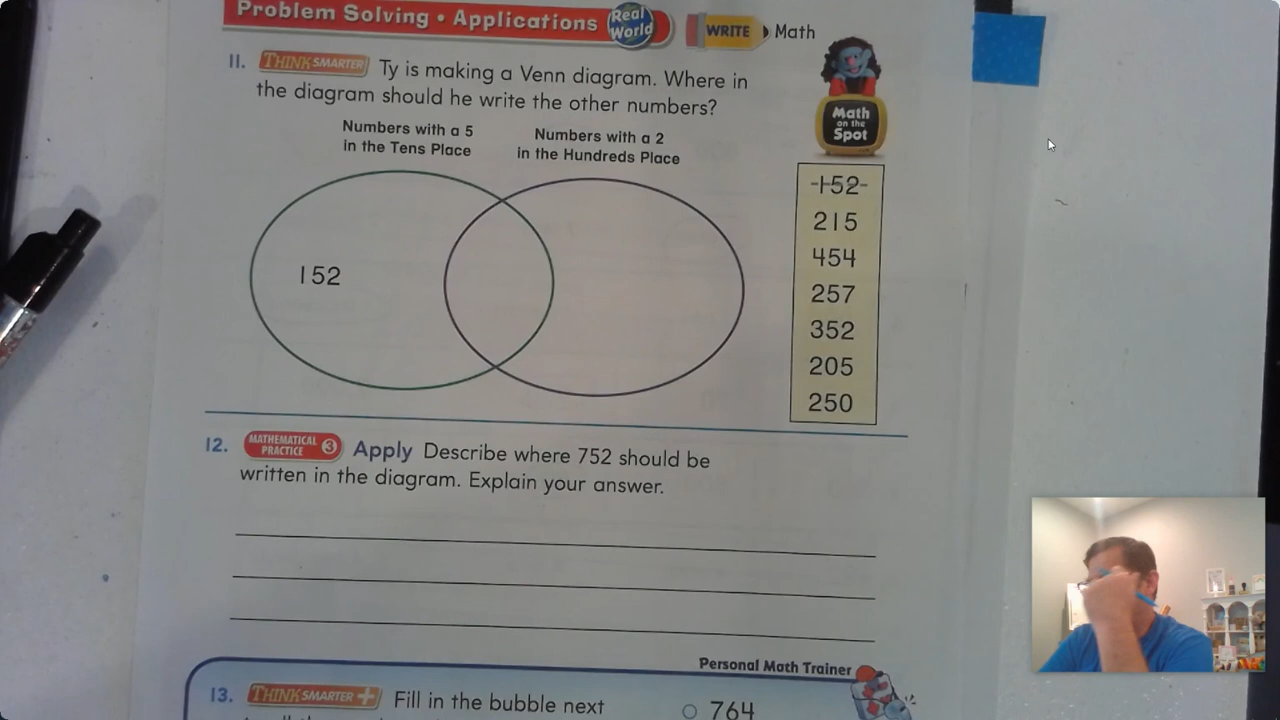 Problem Solving • Applications Real World WRITE Math
11. THINK SMARTER Ty is making a Venn diagram. Where in
the diagram should he write the other numbers?
Math on the Spot
Numbers with a 5
in the Tens Place
Numbers with a 2
in the Hundreds Place
152
152
215
454
257
352
205
250
12. MATHEMATICAL PRACTICE 3 Apply Describe where 752 should be
written in the diagram. Explain your answer.
Personal Math Trainer
13. THINK SMARTER + Fill in the bubble next
764